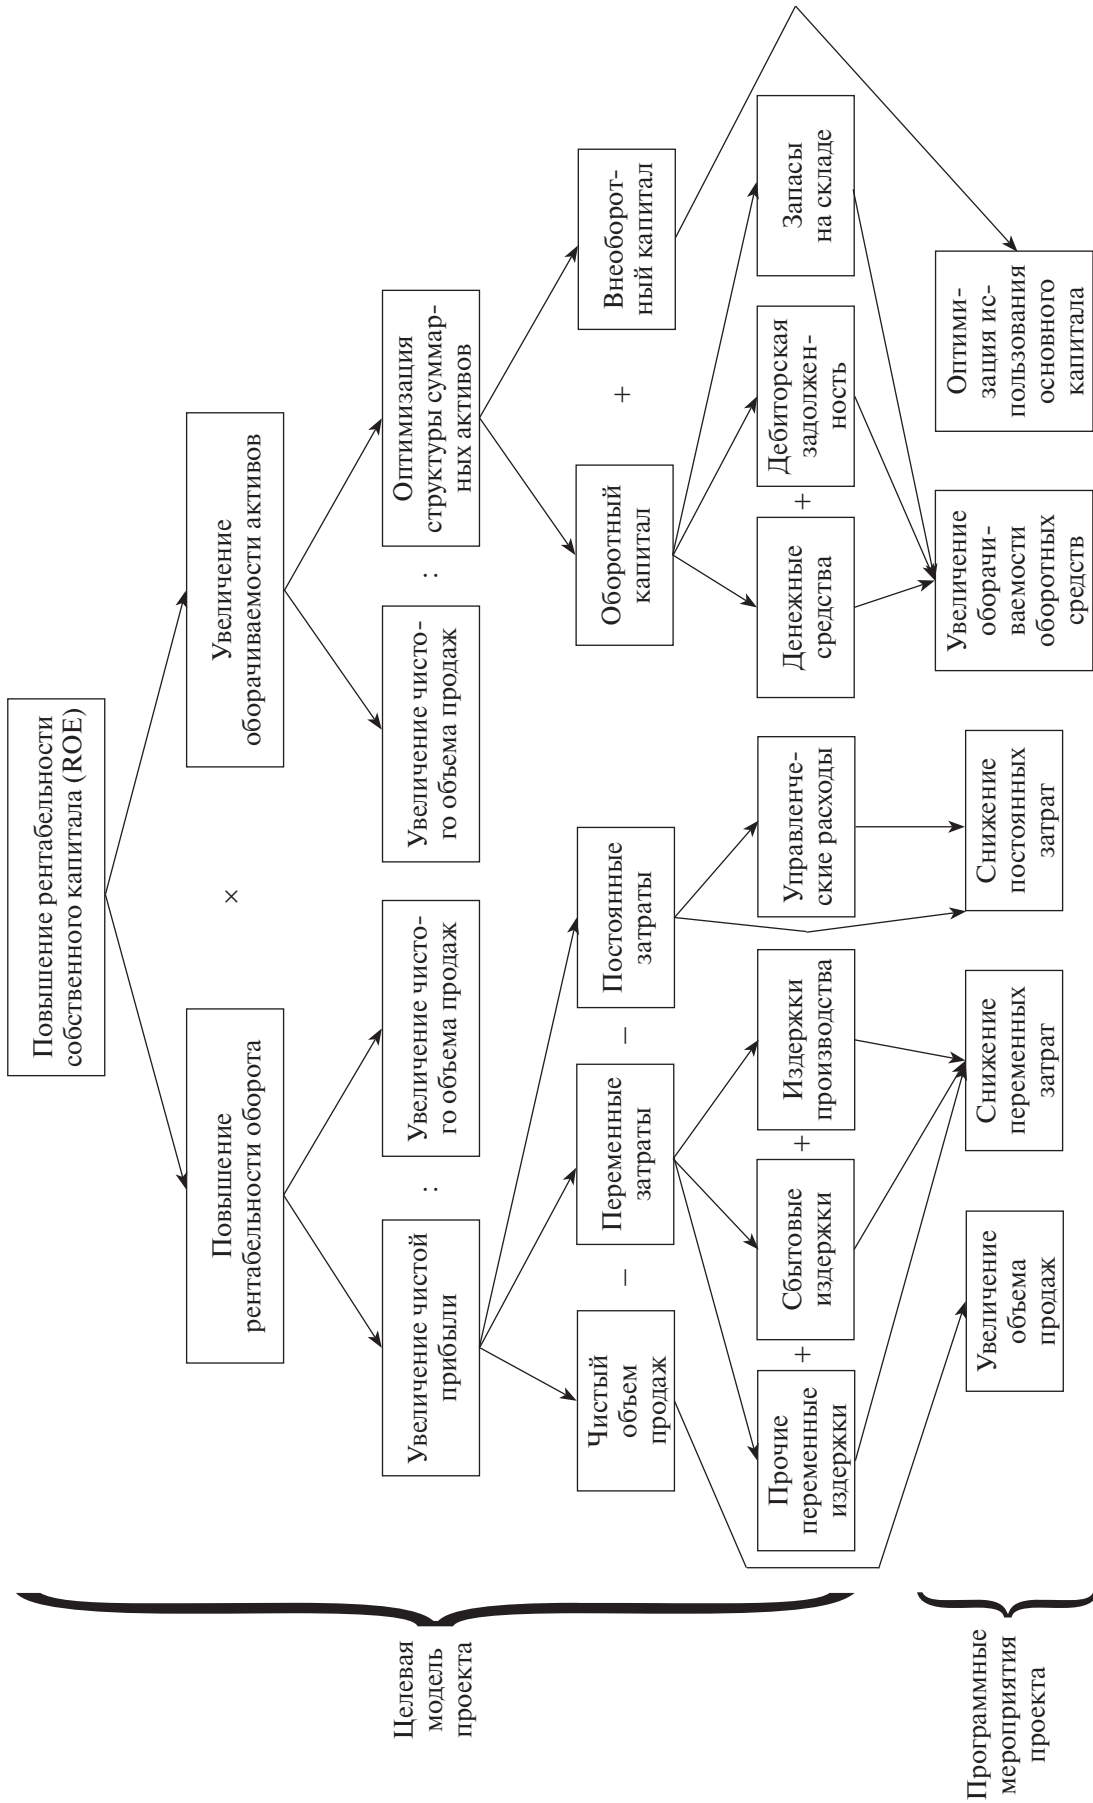 Повышение рентабельности
собственного капитала (ROE)
Повышение
рентабельности оборота
×
Увеличение
оборачиваемости активов
Целевая
модель
проекта
Увеличение чистой
прибыли
:
Увеличение чисто-
го объема продаж
Увеличение чисто-
го объема продаж
:
Оптимизация
структуры суммар-
ных активов
Чистый
объем
продаж
–
Переменные
затраты
–
Постоянные
затраты
Оборотный
капитал
+
Внеоборот-
ный капитал
Прочие
переменные
издержки
+
Сбытовые
издержки
+
Издержки
производства
Управленче-
ские расходы
Денежные
средства
+
Дебиторская
задолжен-
ность
Запасы
на складе
Программные
мероприятия
проекта
Увеличение
объема
продаж
Снижение
переменных
затрат
Снижение
постоянных
затрат
Увеличение
оборачи-
ваемости
оборотных
средств
Оптими-
зация ис-
пользования
основного
капитала